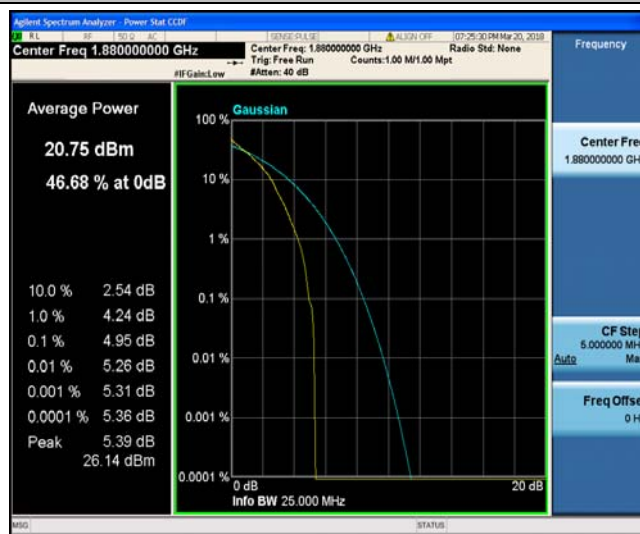 Agilent Spectrum Analyzer - Power Stat CCDF
RL RF 50 Ω AC SENSE:PULSE ALIGN OFF 07:25:30 PM Mar 20, 2018
Center Freq 1.880000000 GHz
Center Freq: 1.880000000 GHz Radio Std: None
Trig: Free Run Counts:1.00 M/1.00 Mpt
#IFGain:Low #Atten: 40 dB
Frequency
Average Power
20.75 dBm
46.68 % at 0dB
10.0 % 2.54 dB
1.0 % 4.24 dB
0.1 % 4.95 dB
0.01 % 5.26 dB
0.001 % 5.31 dB
0.0001 % 5.36 dB
Peak 5.39 dB
26.14 dBm
Gaussian
100 %
10 %
1 %
0.1 %
0.01 %
0.001 %
0.0001 %
0 dB 20 dB
Info BW 25.000 MHz
Center Fre
1.880000000 GH
CF Ste
5.000000 MH
Auto Ma
Freq Offse
0 H
MSG STATUS